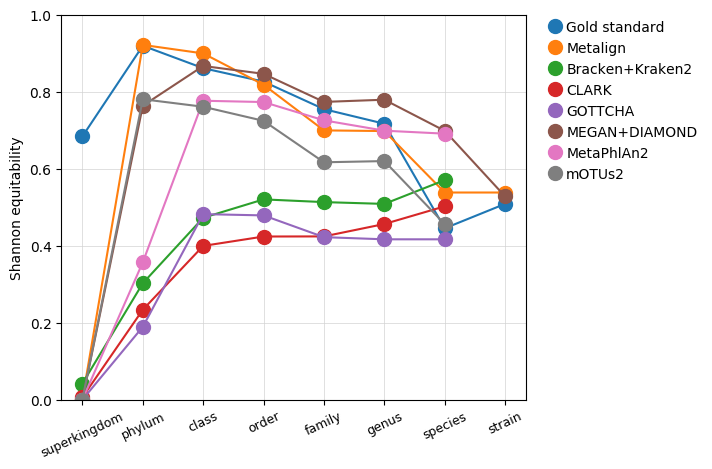 1.0
0.8
0.6
0.4
0.2
0.0
Shannon equitability
superkingdom
phylum
class
order
family
genus
species
strain
Gold standard
Metalign
Bracken+Kraken2
CLARK
GOTTCHA
MEGAN+DIAMOND
MetaPhlAn2
mOTUs2